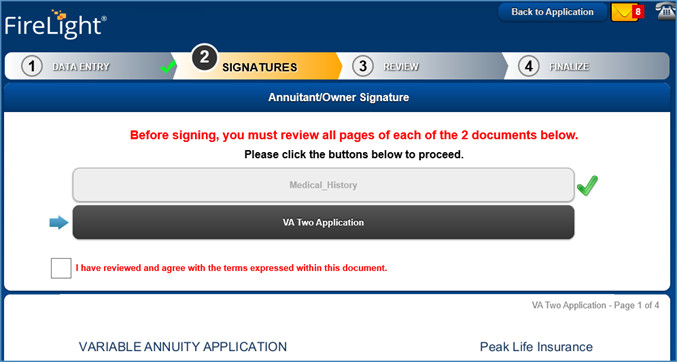 Back to Application
8
FireLight®
1 DATA ENTRY
2 SIGNATURES
3 REVIEW
4 FINALIZE
Annuitant/Owner Signature
Before signing, you must review all pages of each of the 2 documents below.
Please click the buttons below to proceed.
Medical_History
VA Two Application
I have reviewed and agree with the terms expressed within this document.
VA Two Application - Page 1 of 4
VARIABLE ANNUITY APPLICATION Peak Life Insurance